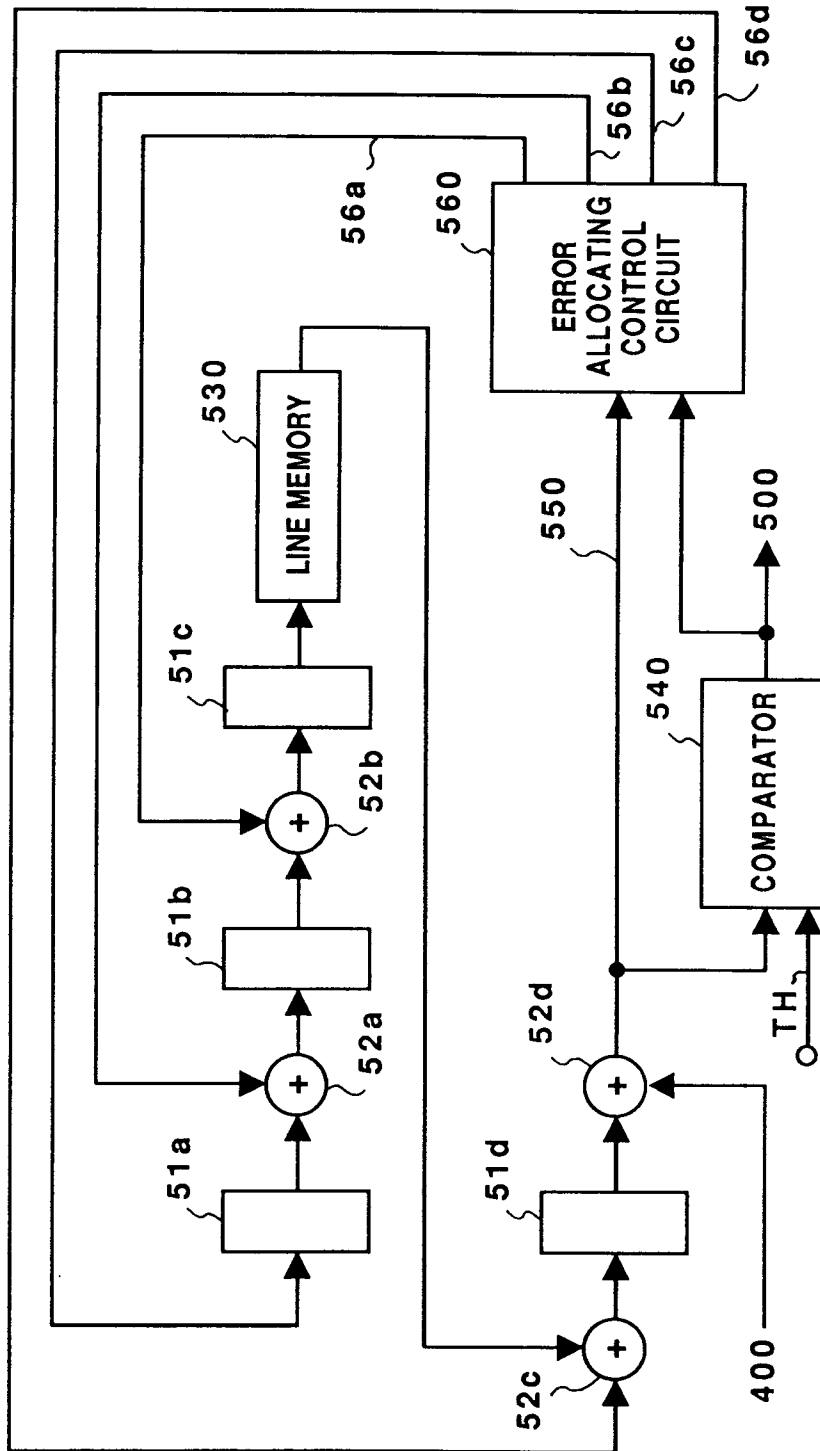 51a
52a
51b
52b
51c
530
LINE MEMORY
56a
56b
56c
56d
560
ERROR
ALLOCATING
CONTROL
CIRCUIT
52c
51d
52d
550
400
TH
540
COMPARATOR
500